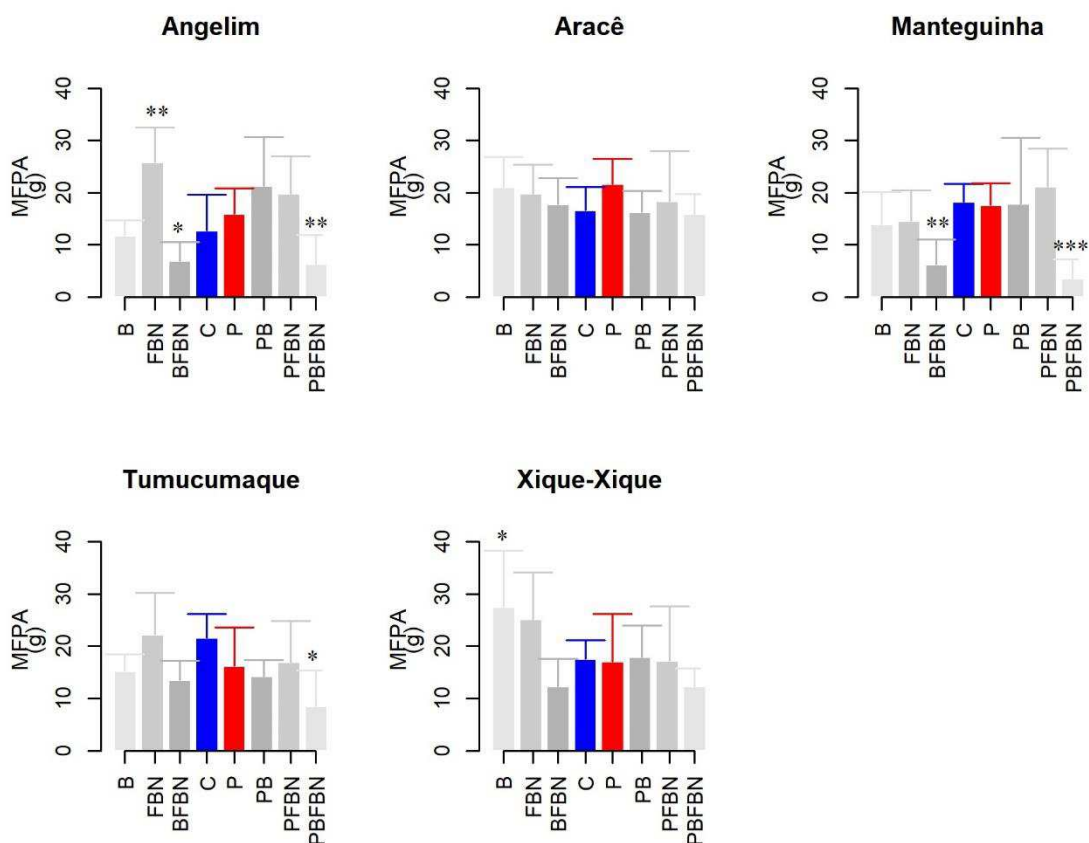 Angelim
MFPA
(g)
0 10 20 30 40
** * **
B FBN BFBN C P PB PFBN PBFBN
Aracê
MFPA
(g)
0 10 20 30 40
B FBN BFBN C P PB PFBN PBFBN
Manteguinha
MFPA
(g)
0 10 20 30 40
** ***
B FBN BFBN C P PB PFBN PBFBN
Tumucumaque
MFPA
(g)
0 10 20 30 40
*
B FBN BFBN C P PB PFBN PBFBN
Xique-Xique
MFPA
(g)
0 10 20 30 40
*
B FBN BFBN C P PB PFBN PBFBN